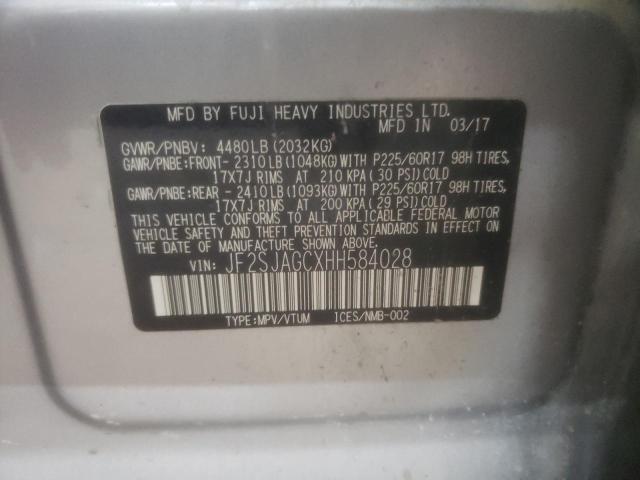 MFD BY FUJI HEAVY INDUSTRIES LTD.
MFD IN 03/17
GVWR/PNBV: 4480LB (2032KG)
GAWR/PNBE:FRONT- 2310LB(1048KG)WITH P225/60R17 98H TIRES,
17X7J RIMS AT 210 KPA ( 30 PSI)COLD
GAWR/PNBE:REAR - 2410LB(1093KG)WITH P225/60R17 98H TIRES,
17X7J RIMS AT 200 KPA ( 29 PSI)COLD
THIS VEHICLE CONFORMS TO ALL APPLICABLE FEDERAL MOTOR
VEHICLE SAFETY AND THEFT PREVENTION STANDARDS IN EFFECT ON
THE DATE OF MANUFACTURE SHOWN ABOVE.
VIN: JF2SJAGCXHH584028
TYPE:MPV/VTUM ICES/NMB-002